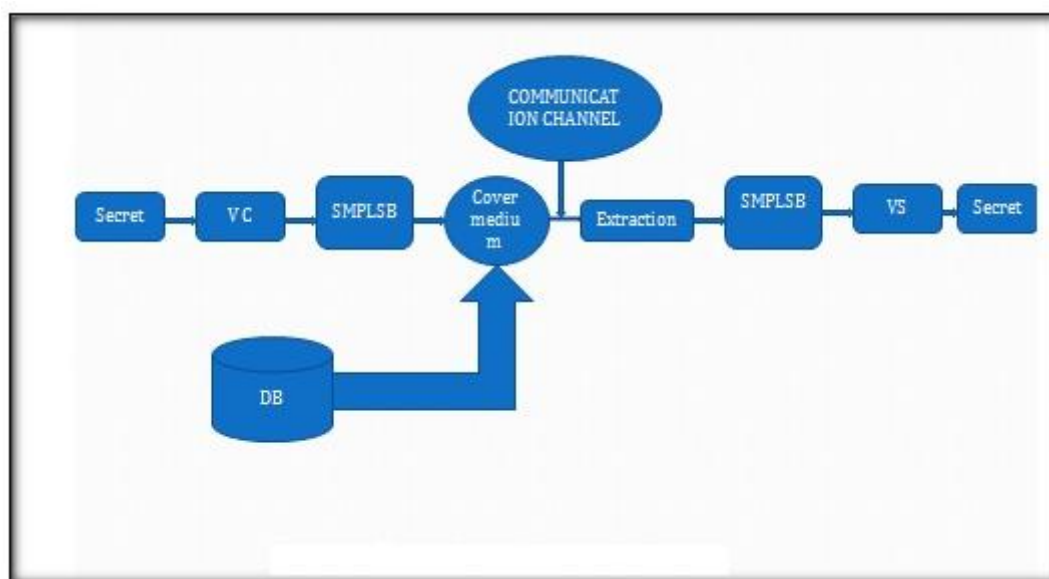 COMMUNICAT
ION CHANNEL
Secret
V C
SMPLSB
Cover
mediu
m
Extraction
SMPLSB
VS
Secret
DB